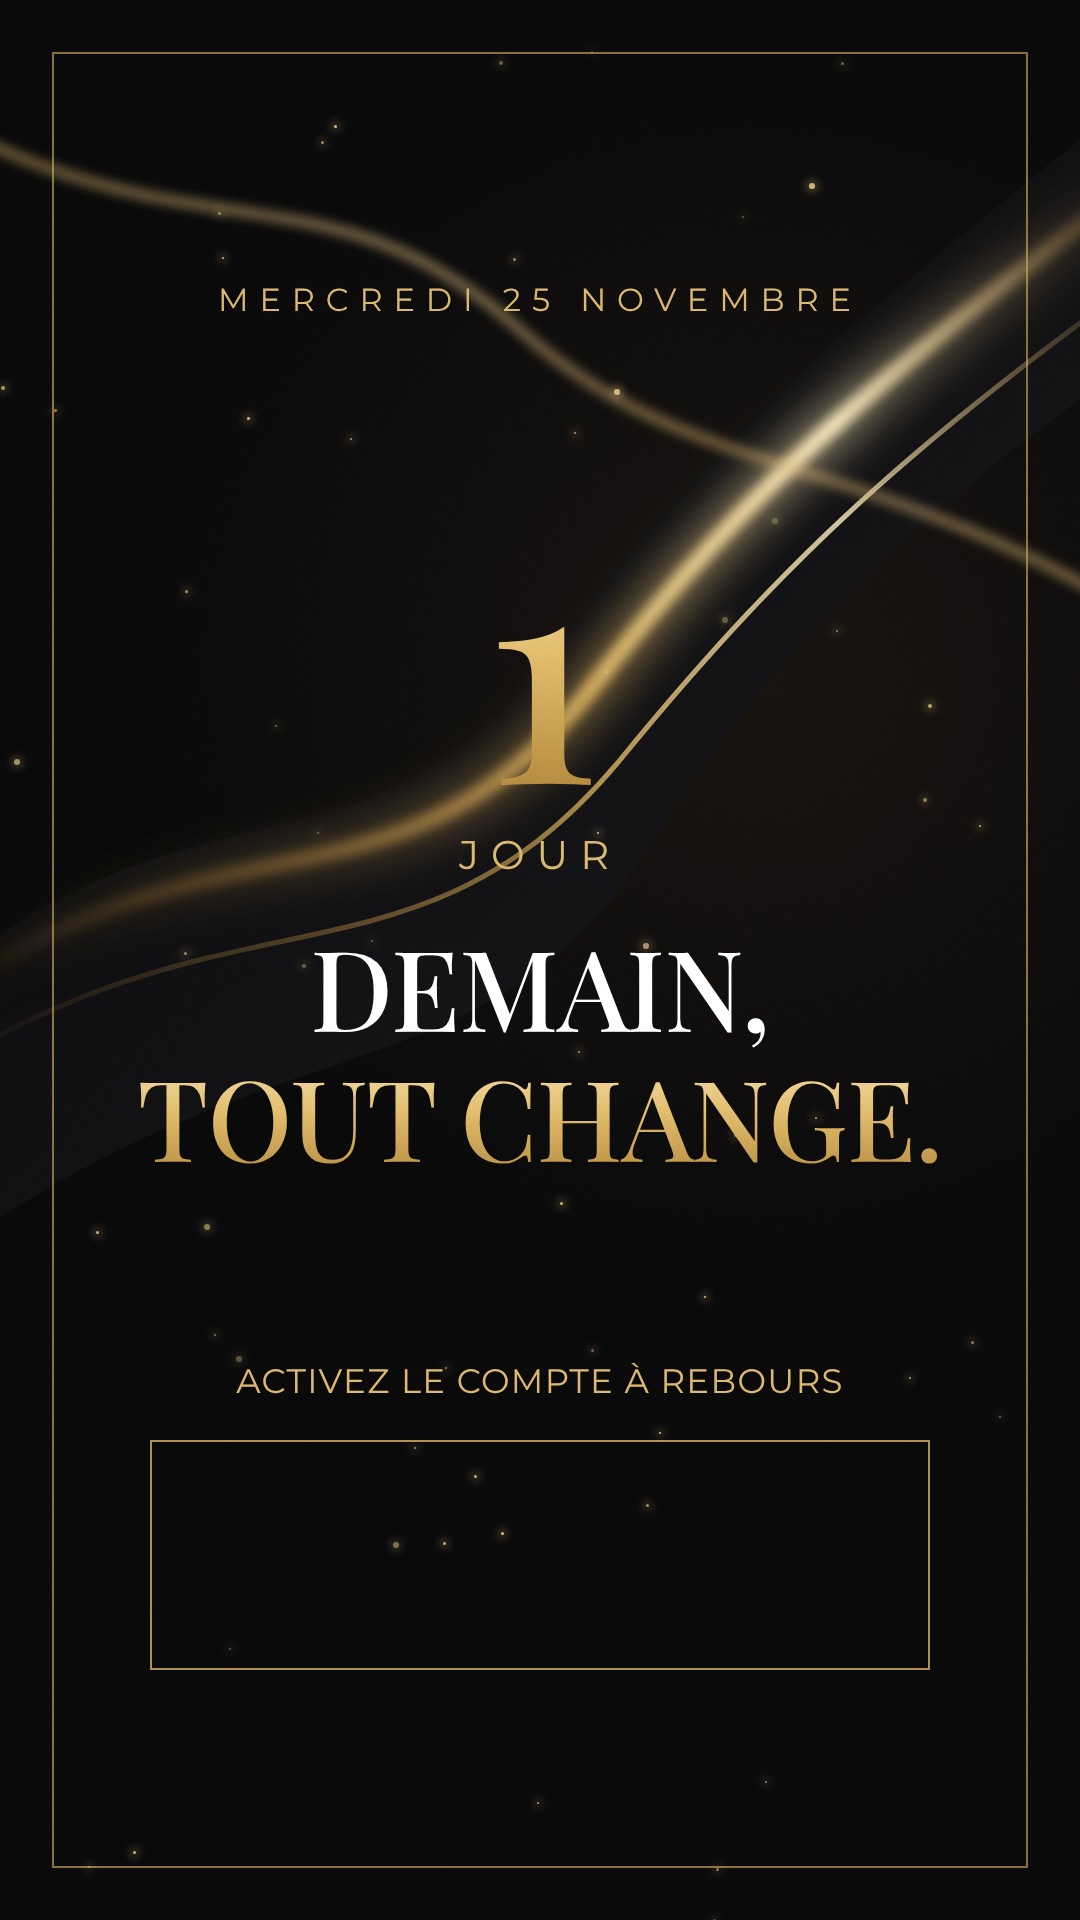 MERCREDI 25 NOVEMBRE
1
JOUR
DEMAIN,
TOUT CHANGE.
ACTIVEZ LE COMPTE À REBOURS